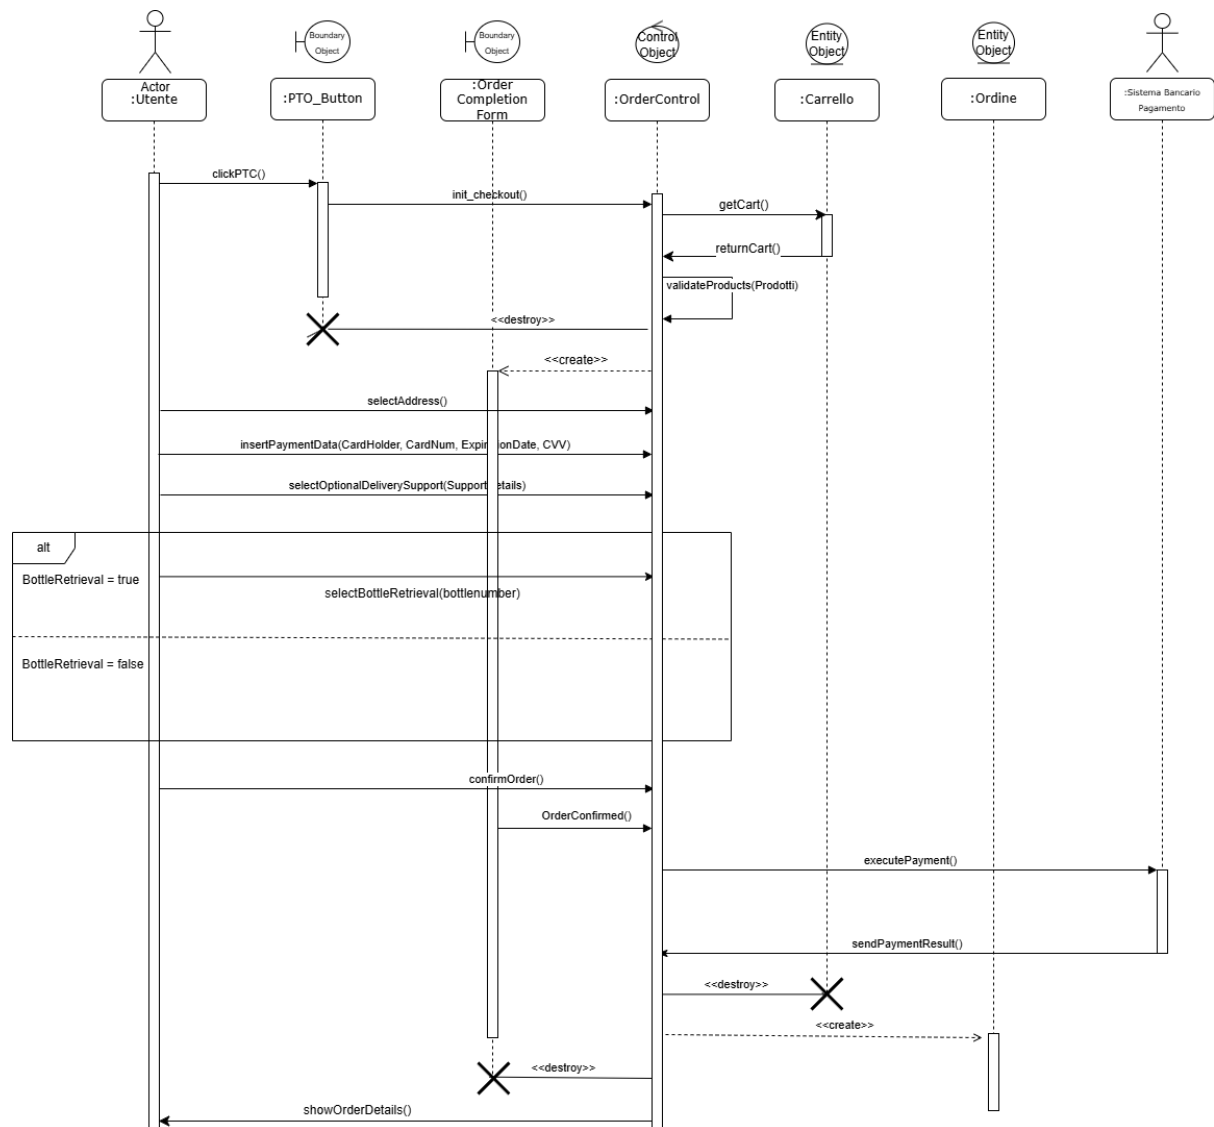 Boundary
Object
Boundary
Object
Control
Object
Entity
Object
Entity
Object
Actor
:Utente
:PTO_Button
:Order
Completion
Form
:OrderControl
:Carrello
:Ordine
:Sistema Bancario
Pagamento
clickPTC()
init_checkout()
getCart()
returnCart()
validateProducts(Prodotti)
<<destroy>>
<<create>>
selectAddress()
insertPaymentData(CardHolder, CardNum, ExpirationDate, CVV)
selectOptionalDeliverySupport(SupportDetails)
alt
BottleRetrieval = true
selectBottleRetrieval(bottlenumber)
BottleRetrieval = false
confirmOrder()
OrderConfirmed()
executePayment()
sendPaymentResult()
<<destroy>>
<<create>>
<<destroy>>
showOrderDetails()